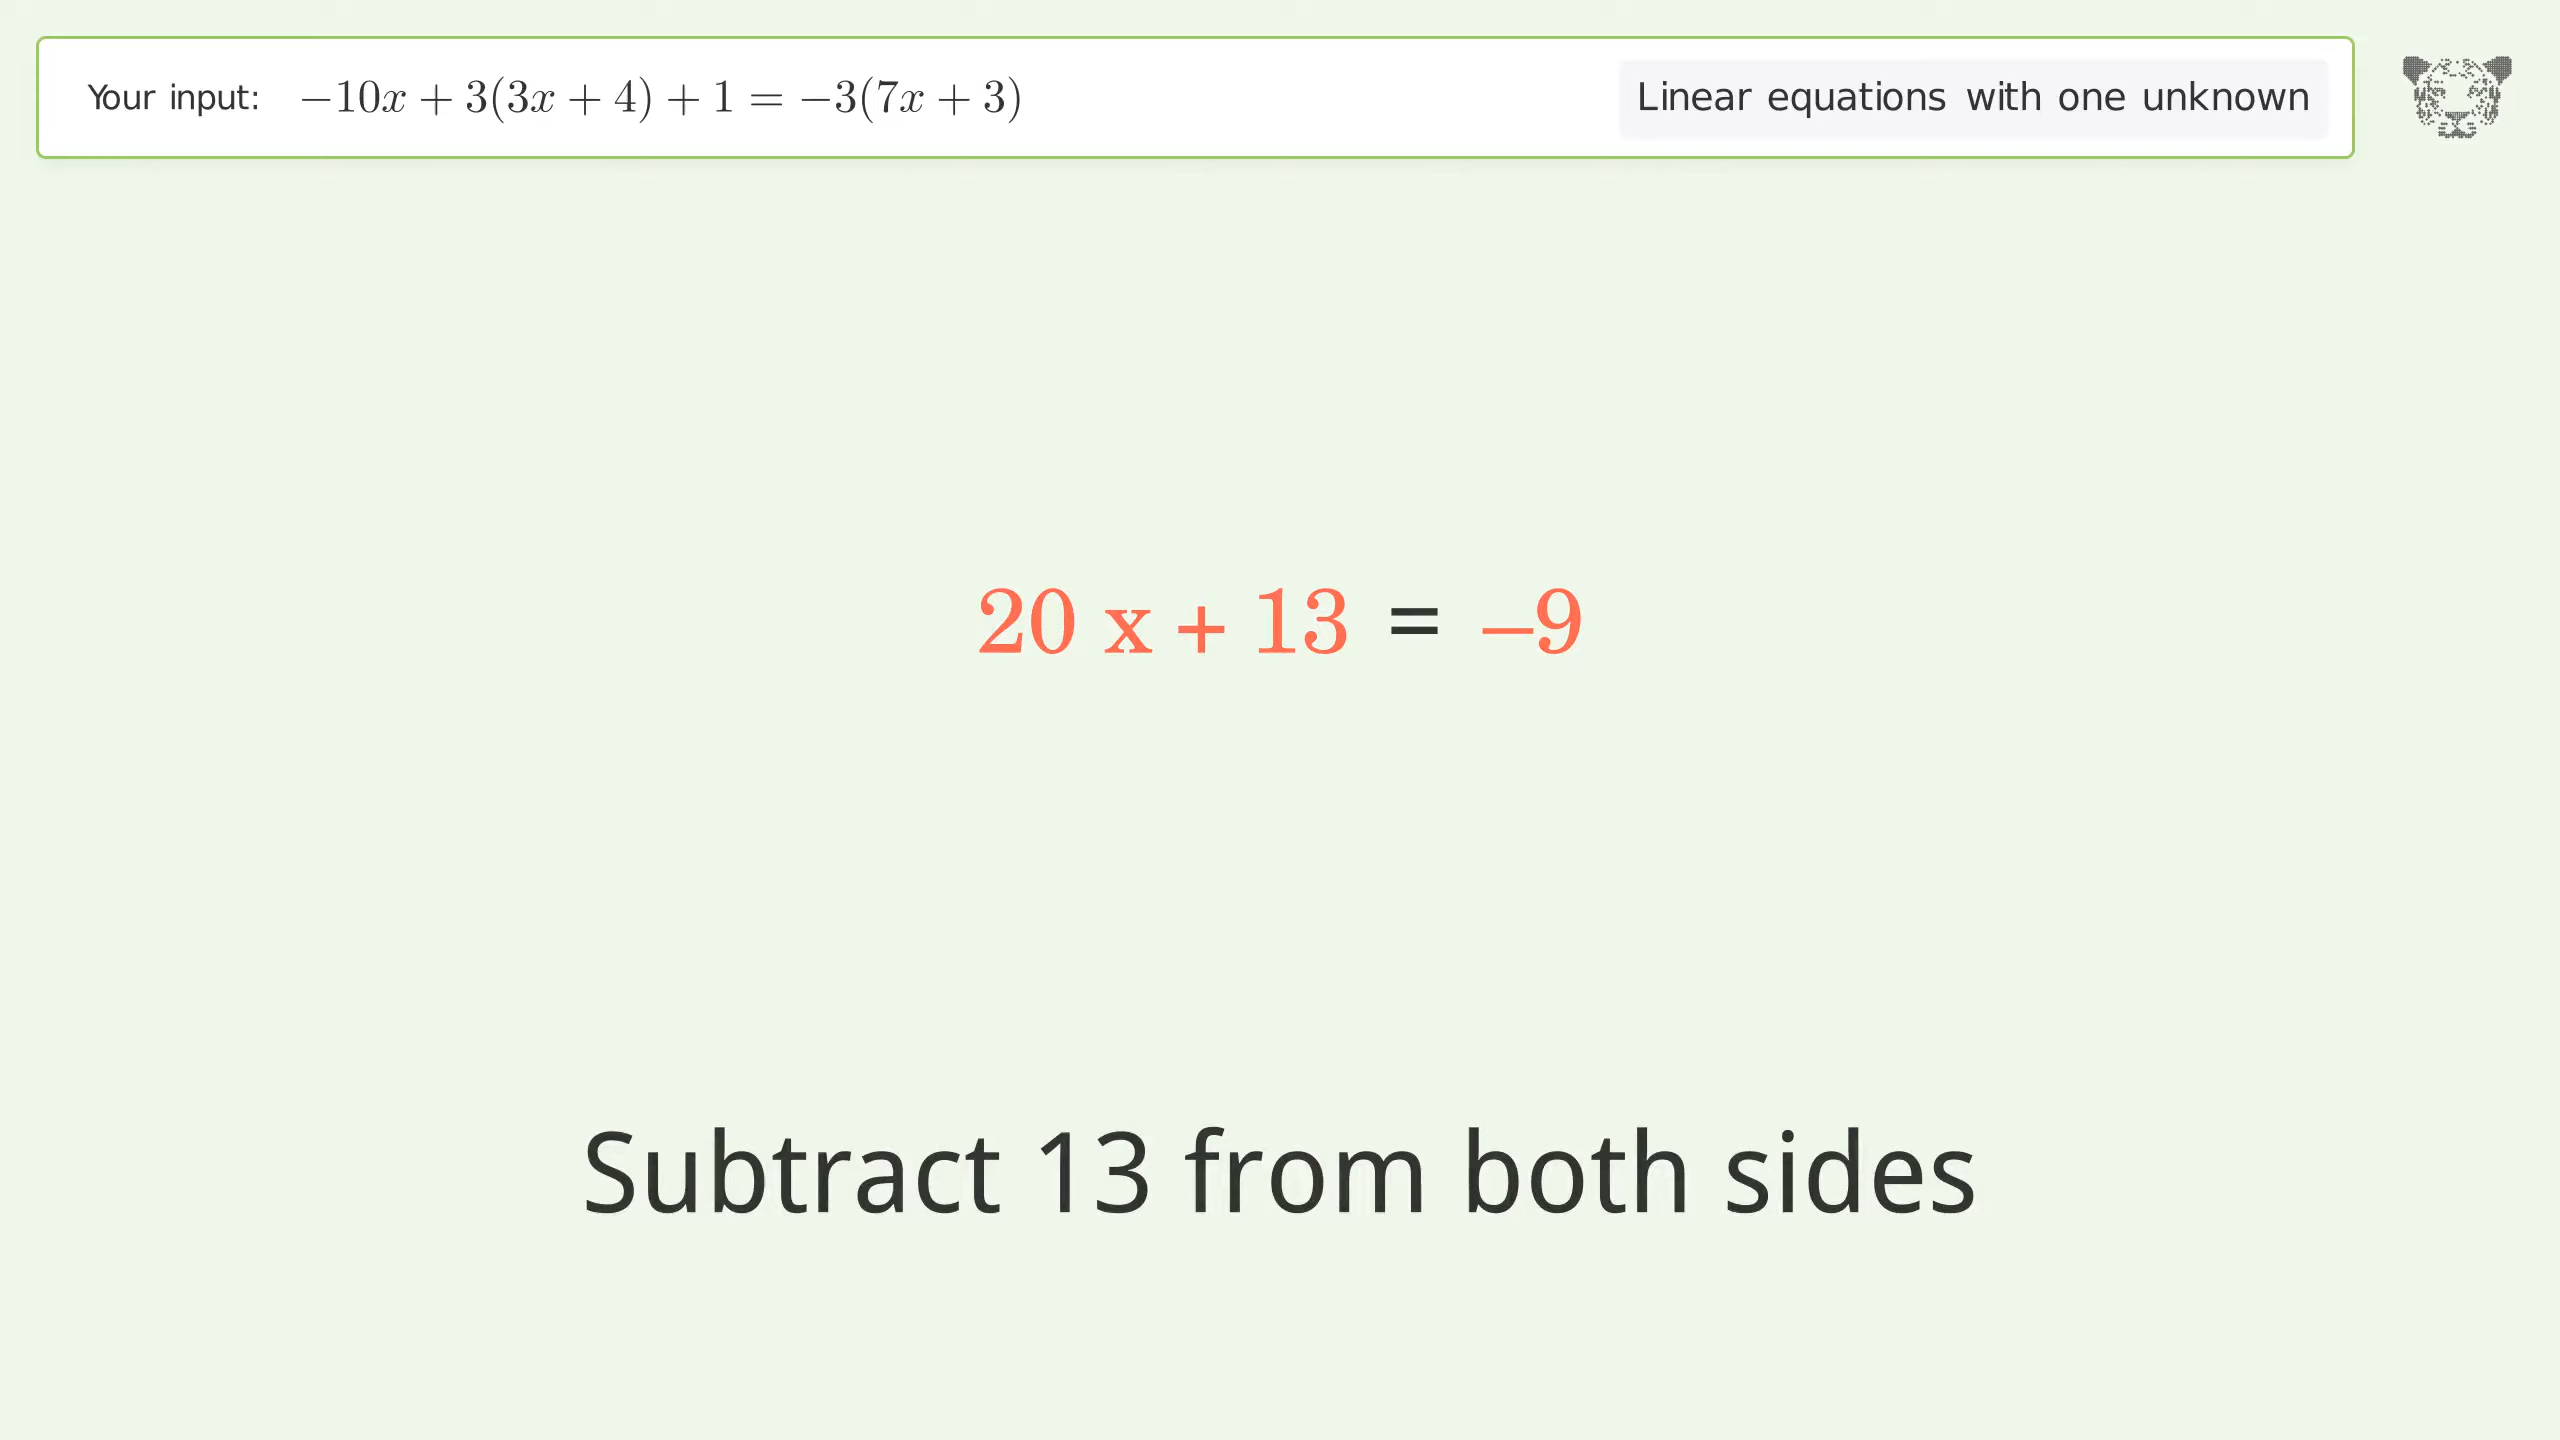 Your input: −10x + 3(3x + 4) + 1 = −3(7x + 3) Linear equations with one unknown
20 x + 13 = −9
Subtract 13 from both sides